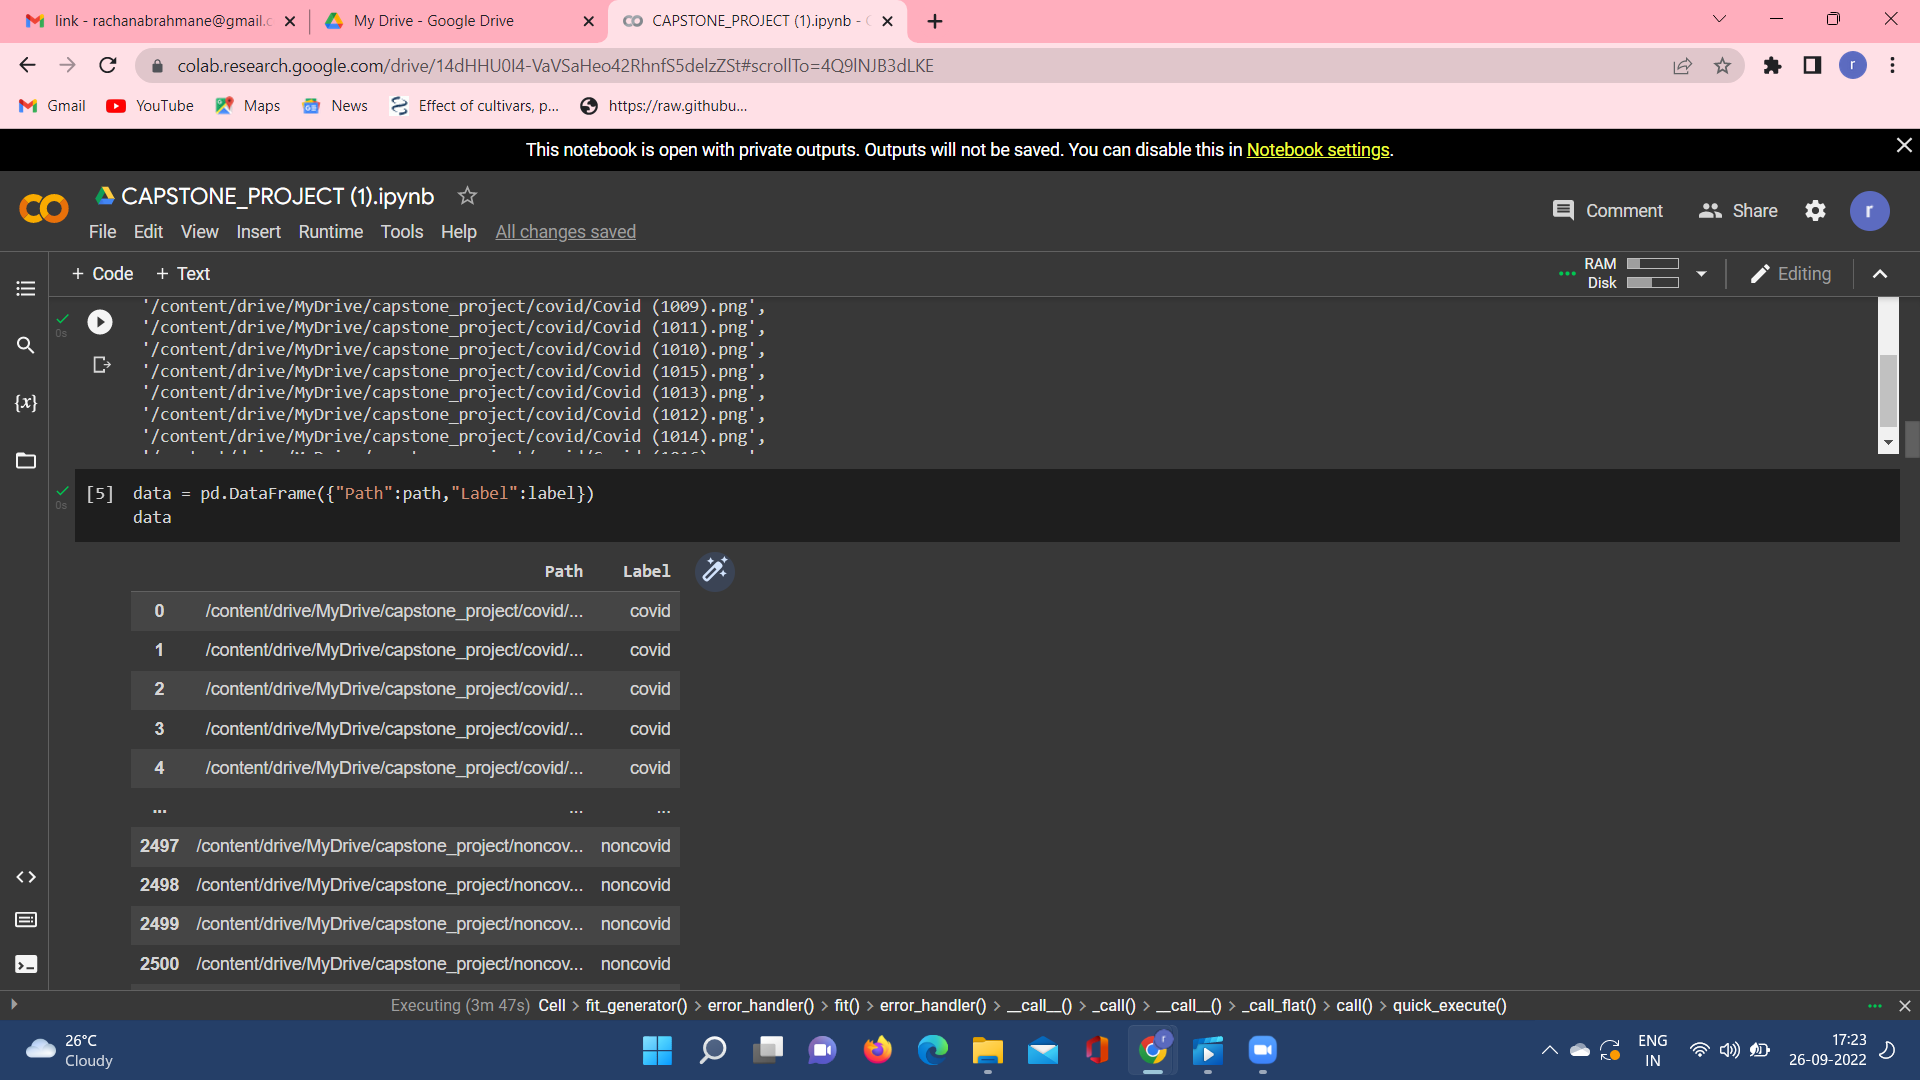 link - rachanabrahmane@gmail.c
My Drive - Google Drive
CAPSTONE_PROJECT (1).ipynb -
colab.research.google.com/drive/14dHHU0I4-VaVSaHeo42RhnfS5delzZSt#scrollTo=4Q9lNJB3dLKE
r
Gmail
YouTube
Maps
News
Effect of cultivars, p...
https://raw.githubu...
This notebook is open with private outputs. Outputs will not be saved. You can disable this in Notebook settings.
CAPSTONE_PROJECT (1).ipynb
Comment
Share
r
File Edit View Insert Runtime Tools Help All changes saved
+ Code + Text
RAM
Disk
Editing
'/content/drive/MyDrive/capstone_project/covid/Covid (1009).png',
'/content/drive/MyDrive/capstone_project/covid/Covid (1011).png',
'/content/drive/MyDrive/capstone_project/covid/Covid (1010).png',
'/content/drive/MyDrive/capstone_project/covid/Covid (1015).png',
'/content/drive/MyDrive/capstone_project/covid/Covid (1013).png',
'/content/drive/MyDrive/capstone_project/covid/Covid (1012).png',
'/content/drive/MyDrive/capstone_project/covid/Covid (1014).png',
0s
{x}
[5] data = pd.DataFrame({"Path":path,"Label":label})
data
0s
Path Label
0 /content/drive/MyDrive/capstone_project/covid/... covid
1 /content/drive/MyDrive/capstone_project/covid/... covid
2 /content/drive/MyDrive/capstone_project/covid/... covid
3 /content/drive/MyDrive/capstone_project/covid/... covid
4 /content/drive/MyDrive/capstone_project/covid/... covid
... ... ...
2497 /content/drive/MyDrive/capstone_project/noncov... noncovid
2498 /content/drive/MyDrive/capstone_project/noncov... noncovid
2499 /content/drive/MyDrive/capstone_project/noncov... noncovid
2500 /content/drive/MyDrive/capstone_project/noncov... noncovid
Executing (3m 47s) Cell > fit_generator() > error_handler() > fit() > error_handler() > __call__() > _call() > __call__() > _call_flat() > call() > quick_execute()
26°C
Cloudy
r
ENG
IN
17:23
26-09-2022